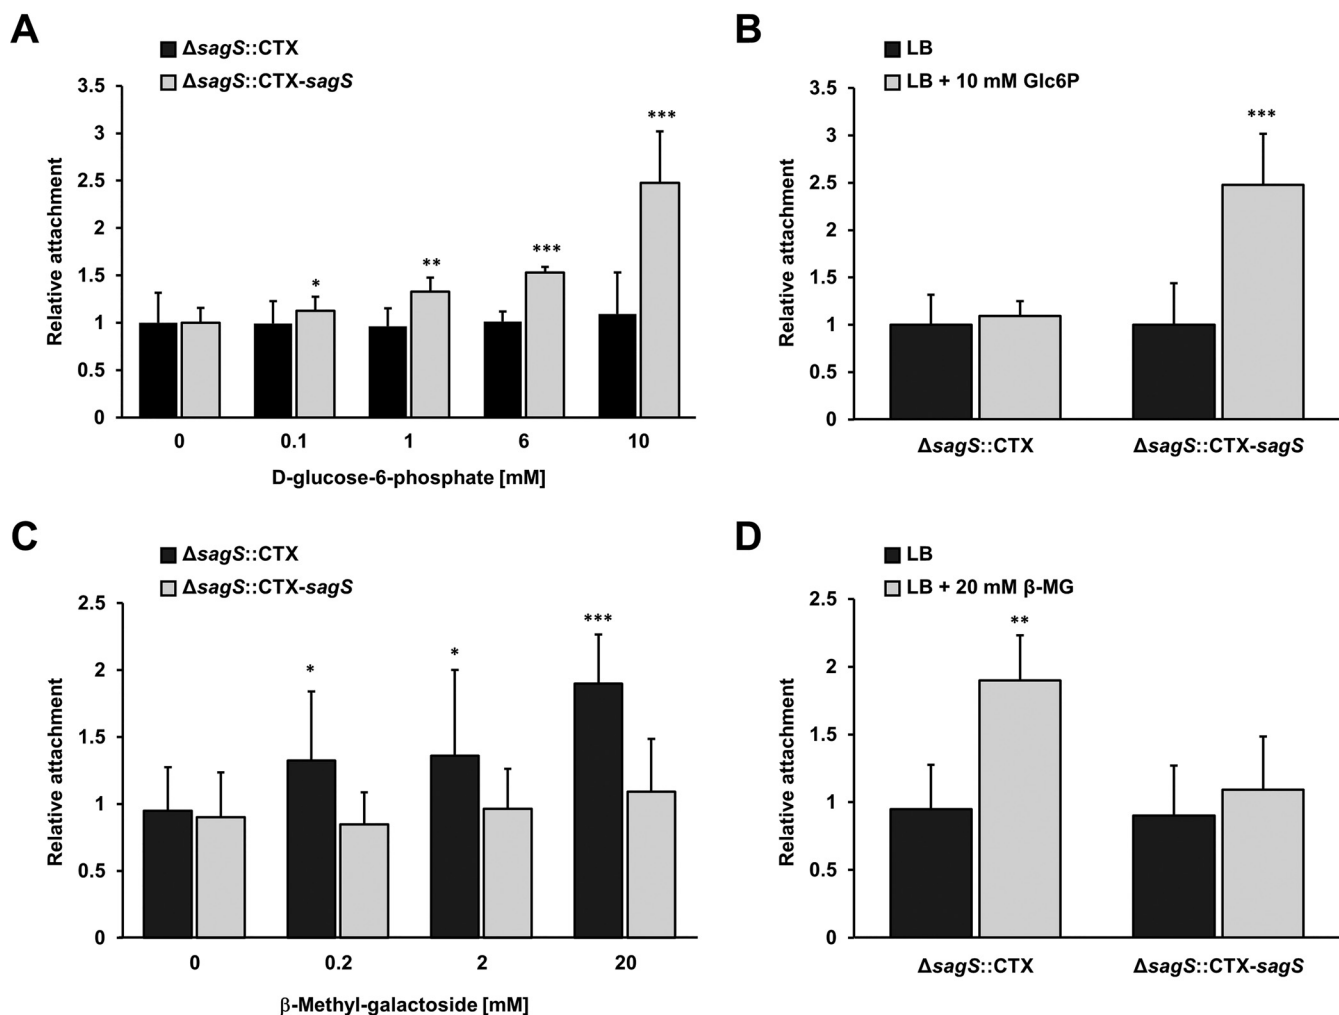 A
ΔsagS::CTX
ΔsagS::CTX-sagS
3.5
3
2.5
2
1.5
1
0.5
0
Relative attachment
*
**
***
***
0 0.1 1 6 10
D-glucose-6-phosphate [mM]
B
LB
LB + 10 mM Glc6P
3.5
3
2.5
2
1.5
1
0.5
0
Relative attachment
***
ΔsagS::CTX ΔsagS::CTX-sagS
C
ΔsagS::CTX
ΔsagS::CTX-sagS
2.5
2
1.5
1
0.5
0
Relative attachment
*
*
***
0 0.2 2 20
β-Methyl-galactoside [mM]
D
LB
LB + 20 mM β-MG
2.5
2
1.5
1
0.5
0
Relative attachment
**
ΔsagS::CTX ΔsagS::CTX-sagS